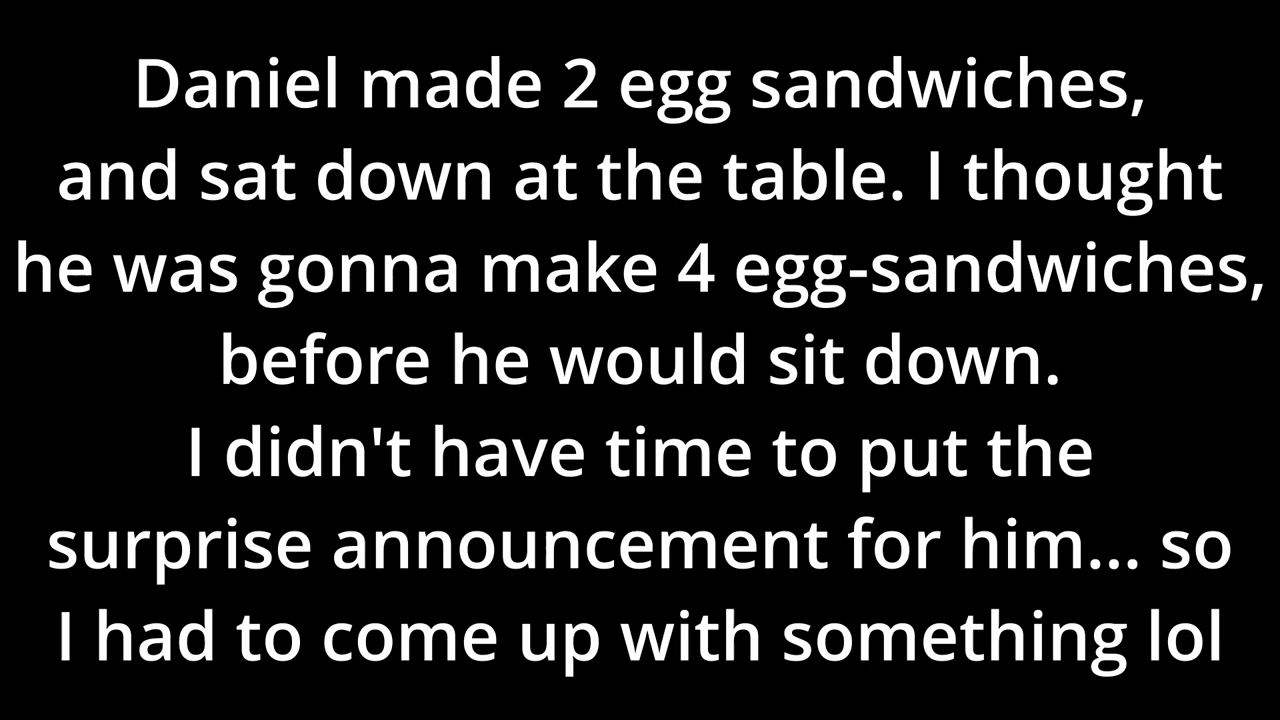 Daniel made 2 egg sandwiches,
and sat down at the table. I thought
he was gonna make 4 egg-sandwiches,
before he would sit down.
I didn't have time to put the
surprise announcement for him... so
I had to come up with something lol